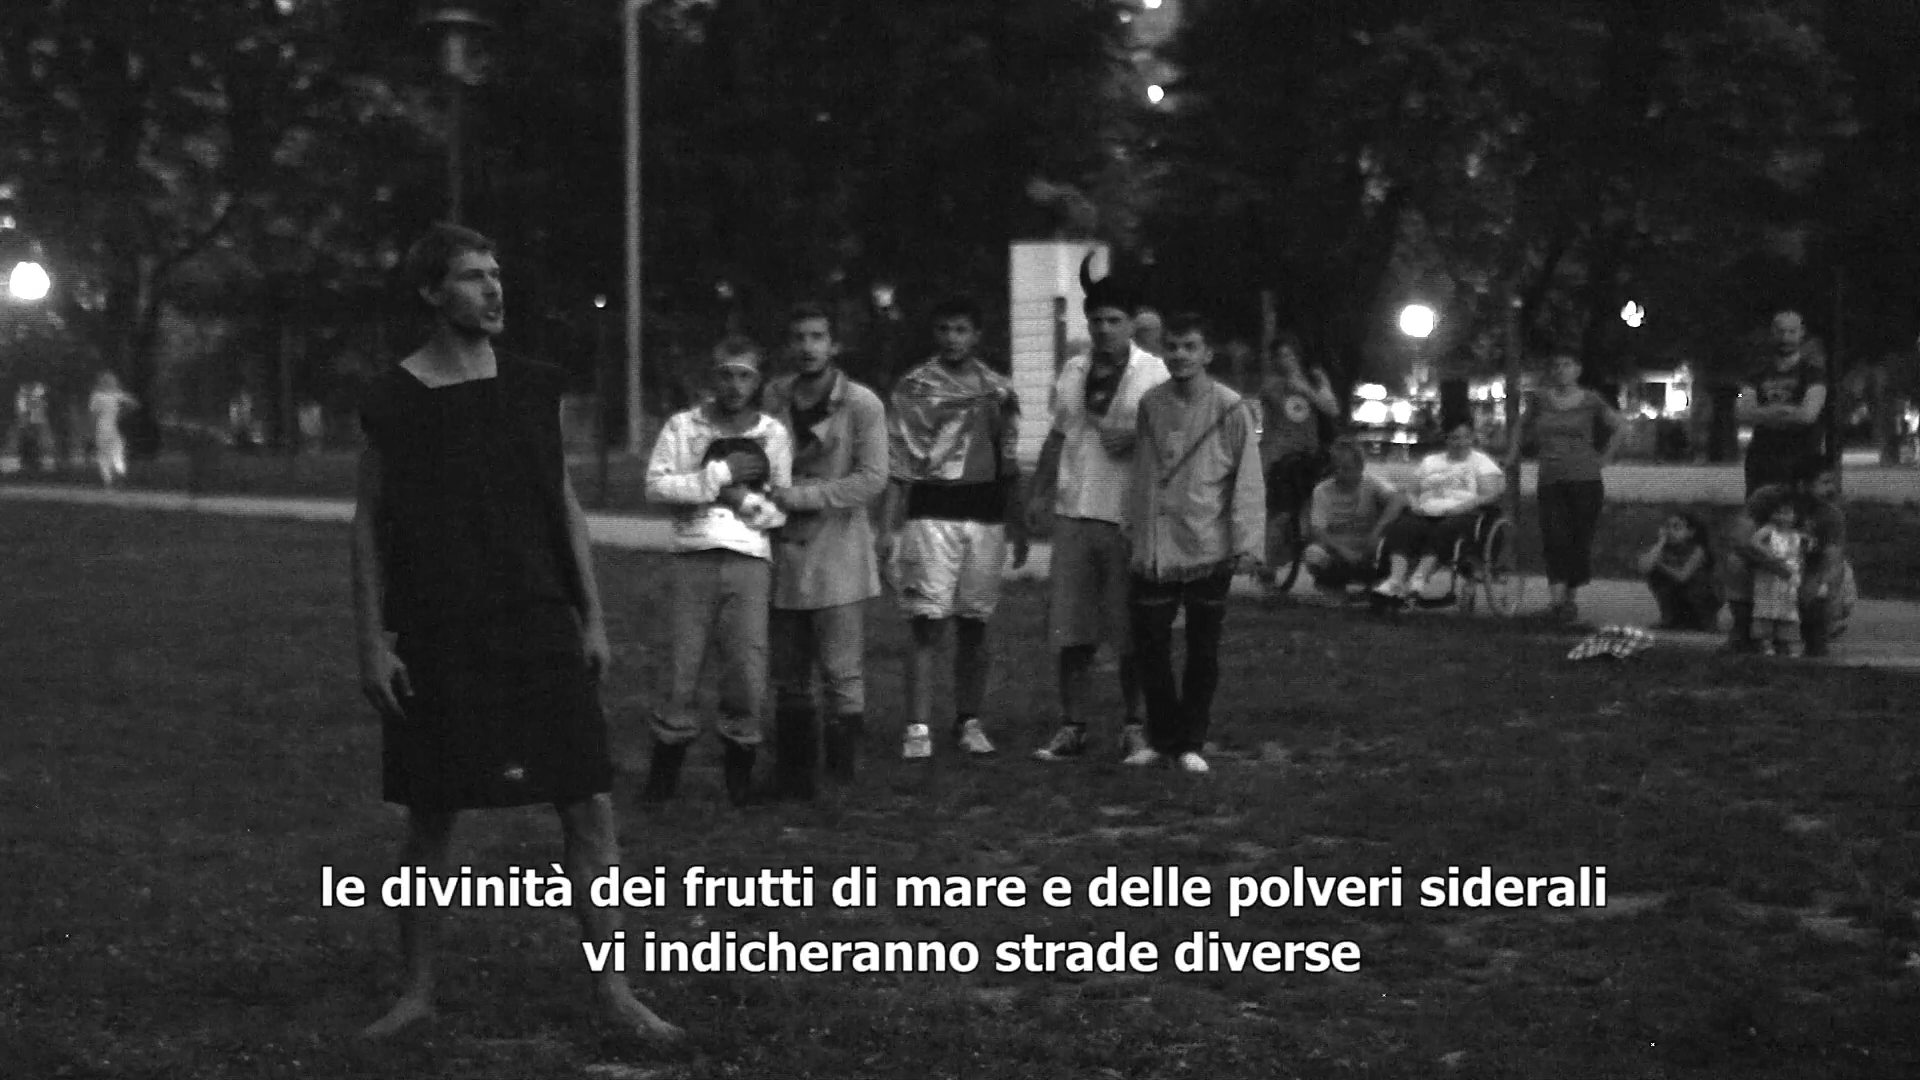 le divinità dei frutti di mare e delle polveri siderali
vi indicheranno strade diverse